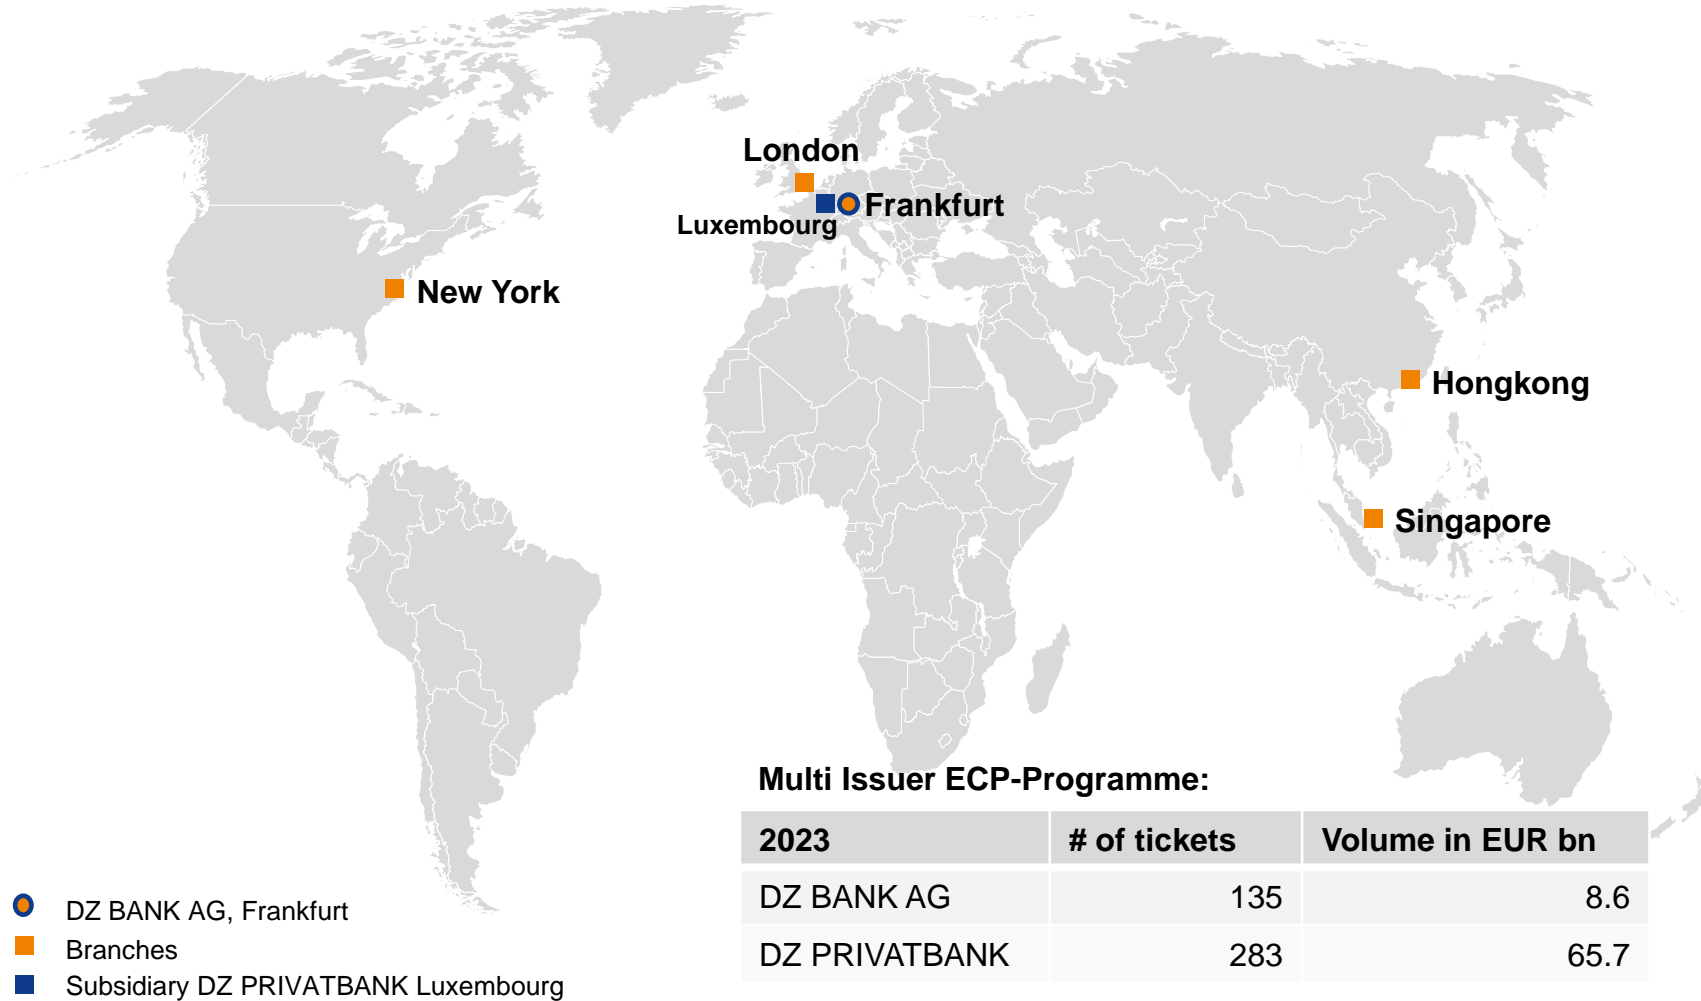 London
Frankfurt
Luxembourg
New York
Hongkong
Singapore
Multi Issuer ECP-Programme:
2023 # of tickets Volume in EUR bn
DZ BANK AG 135 8.6
DZ PRIVATBANK 283 65.7
DZ BANK AG, Frankfurt
Branches
Subsidiary DZ PRIVATBANK Luxembourg